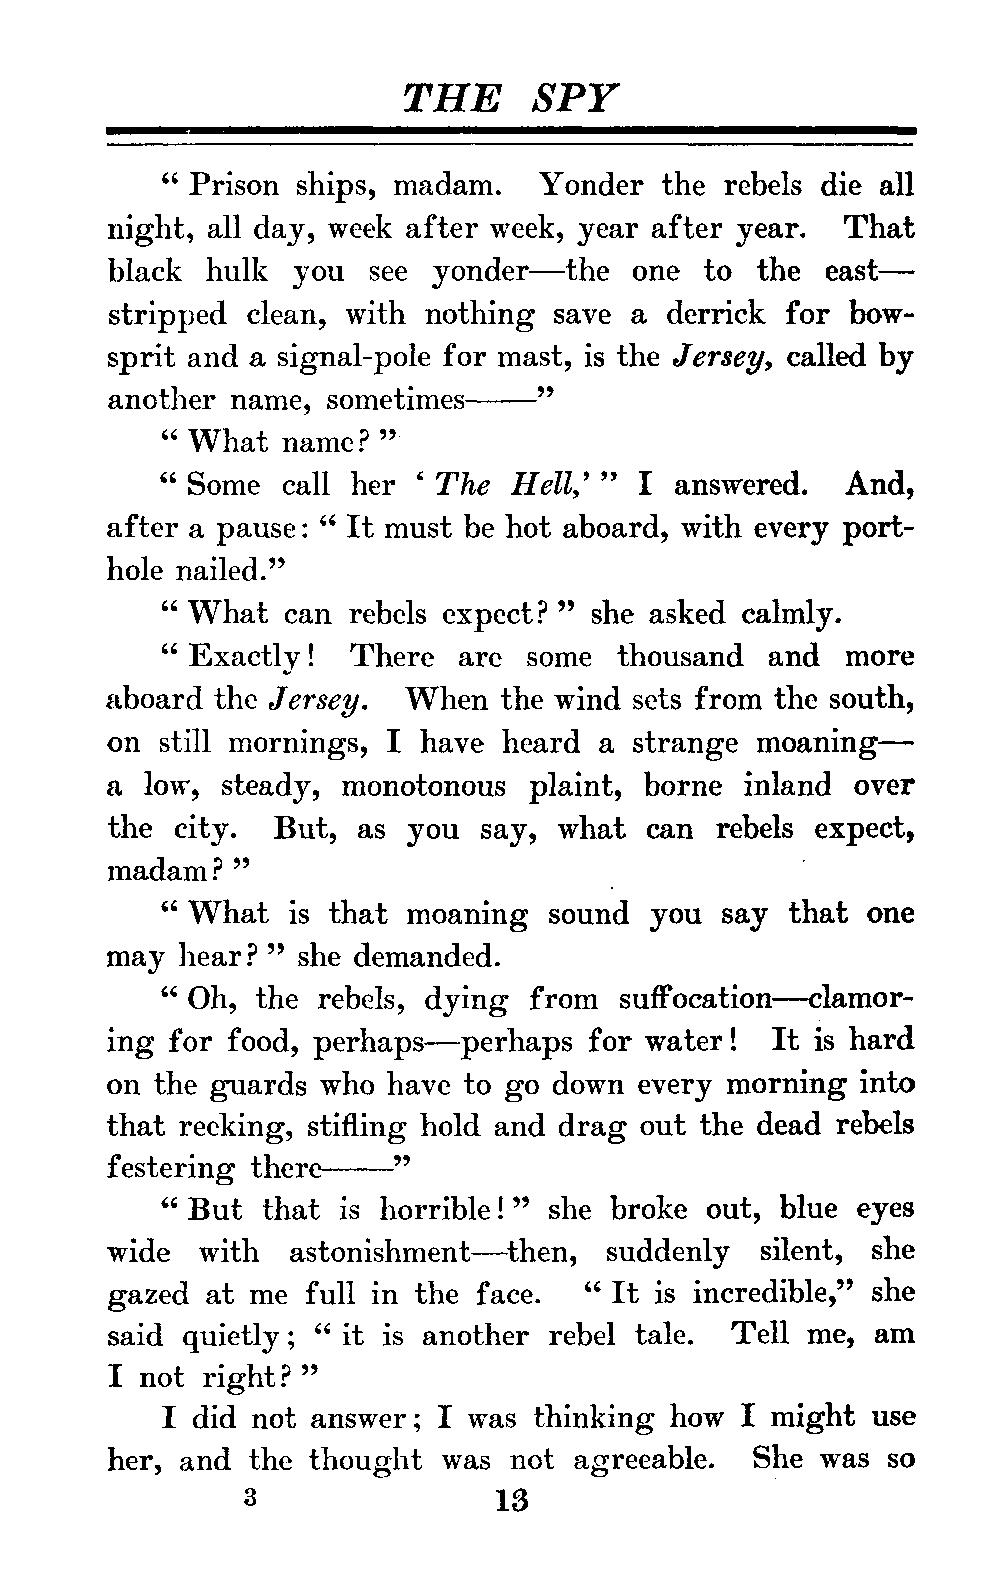 THE SPY
“ Prison ships, madam. Yonder the rebels die all
night, all day, week after week, year after year. That
black hulk you see yonder—the one to the east—
stripped clean, with nothing save a derrick for bow-
sprit and a signal-pole for mast, is the Jersey, called by
another name, sometimes——”
“ What name? ”
“ Some call her ‘ The Hell,’ ” I answered. And,
after a pause: “ It must be hot aboard, with every port-
hole nailed.”
“ What can rebels expect? ” she asked calmly.
“ Exactly! There are some thousand and more
aboard the Jersey. When the wind sets from the south,
on still mornings, I have heard a strange moaning—
a low, steady, monotonous plaint, borne inland over
the city. But, as you say, what can rebels expect,
madam? ”
“ What is that moaning sound you say that one
may hear? ” she demanded.
“ Oh, the rebels, dying from suffocation—clamor-
ing for food, perhaps—perhaps for water! It is hard
on the guards who have to go down every morning into
that reeking, stifling hold and drag out the dead rebels
festering there——”
“ But that is horrible! ” she broke out, blue eyes
wide with astonishment—then, suddenly silent, she
gazed at me full in the face. “ It is incredible,” she
said quietly; “ it is another rebel tale. Tell me, am
I not right? ”
I did not answer; I was thinking how I might use
her, and the thought was not agreeable. She was so
3 13